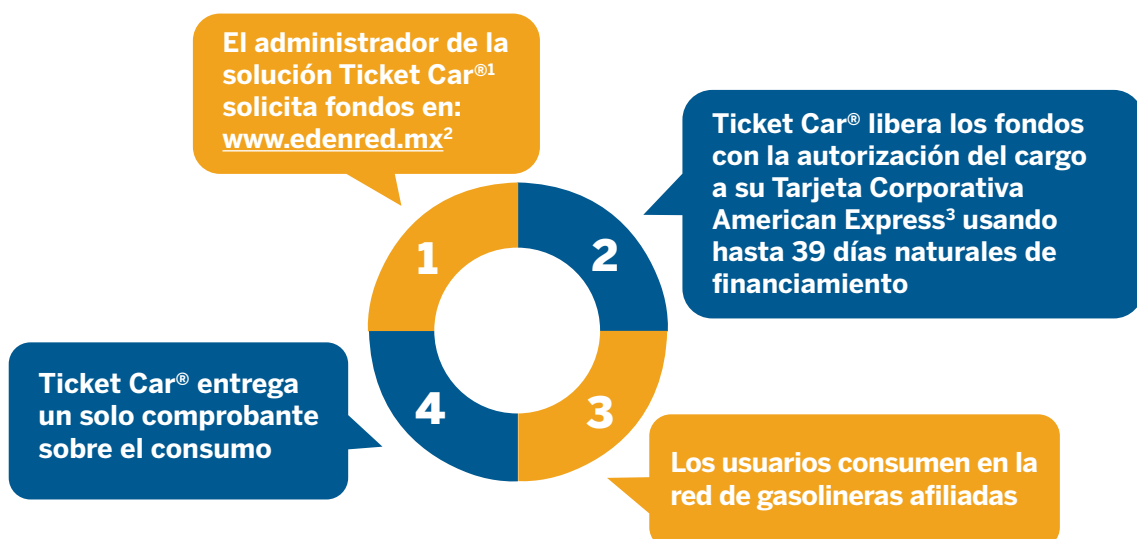 El administrador de la
solución Ticket Car®¹
solicita fondos en:
www.edenred.mx²
1
Ticket Car® libera los fondos
con la autorización del cargo
a su Tarjeta Corporativa
American Express³ usando
hasta 39 días naturales de
financiamiento
2
Los usuarios consumen en la
red de gasolineras afiliadas
3
Ticket Car® entrega
un solo comprobante
sobre el consumo
4